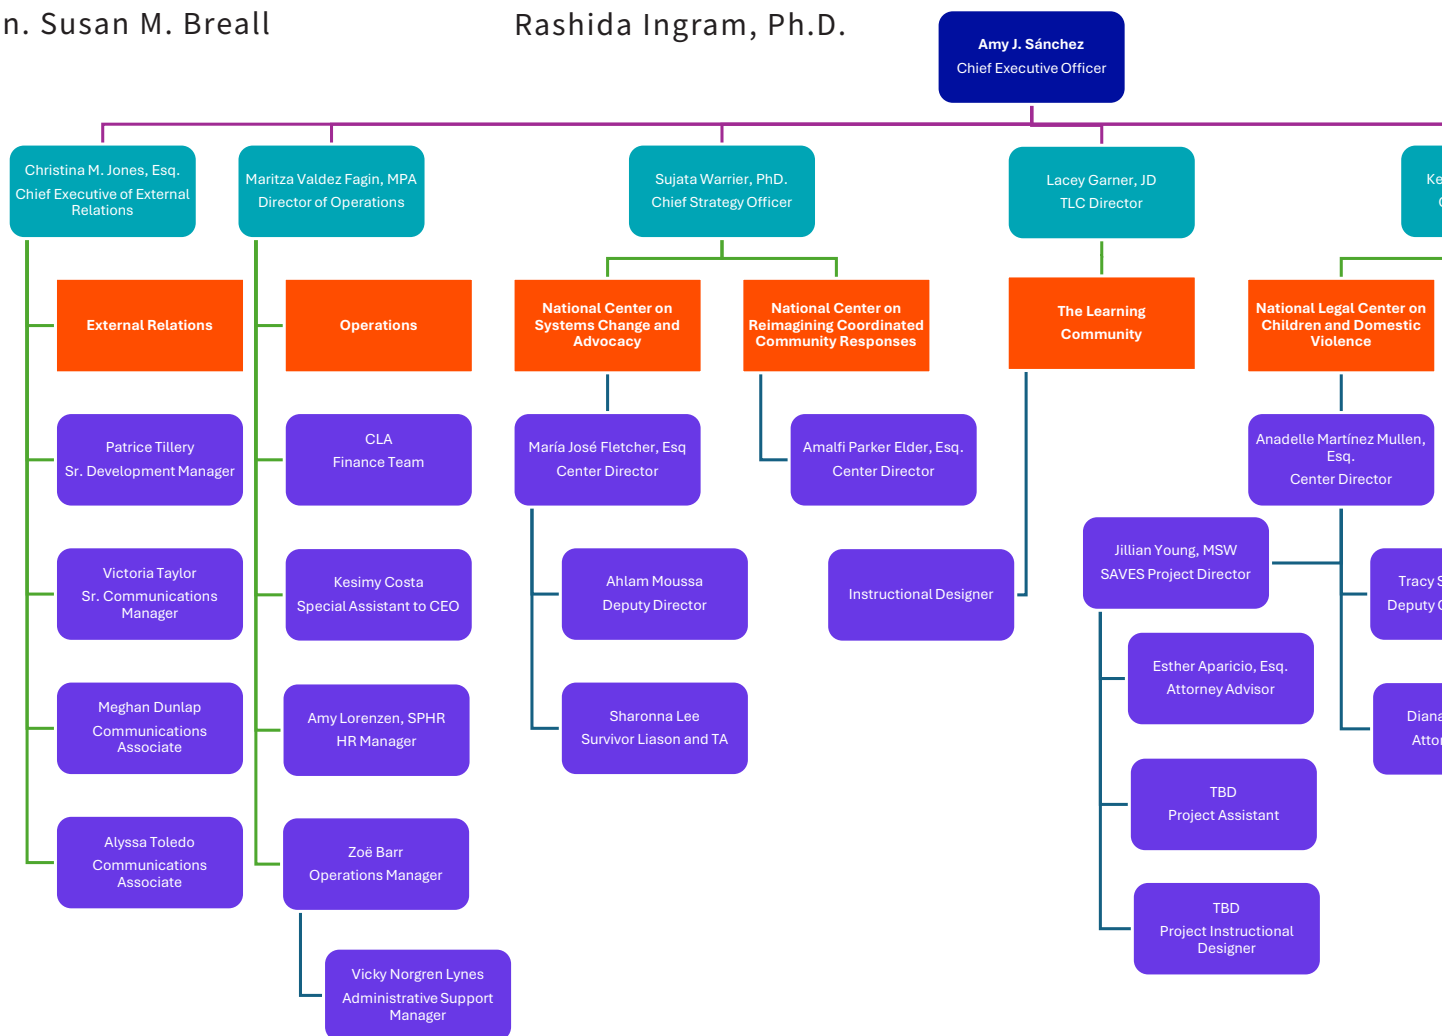 n. Susan M. Breall
Rashida Ingram, Ph.D.
Amy J. Sánchez
Chief Executive Officer
Christina M. Jones, Esq.
Chief Executive of External
Relations
Maritza Valdez Fagin, MPA
Director of Operations
Sujata Warrier, PhD.
Chief Strategy Officer
Lacey Garner, JD
TLC Director
Ke
External Relations
Operations
National Center on
Systems Change and
Advocacy
National Center on
Reimagining Coordinated
Community Responses
The Learning
Community
National Legal Center on
Children and Domestic
Violence
Patrice Tillery
Sr. Development Manager
CLA
Finance Team
María José Fletcher, Esq
Center Director
Amalfi Parker Elder, Esq.
Center Director
Anadelle Martínez Mullen,
Esq.
Center Director
Victoria Taylor
Sr. Communications
Manager
Kesimy Costa
Special Assistant to CEO
Ahlam Moussa
Deputy Director
Instructional Designer
Jillian Young, MSW
SAVES Project Director
Tracy S
Deputy
Meghan Dunlap
Communications
Associate
Amy Lorenzen, SPHR
HR Manager
Sharonna Lee
Survivor Liason and TA
Esther Aparicio, Esq.
Attorney Advisor
Diana
Attor
Alyssa Toledo
Communications
Associate
Zoë Barr
Operations Manager
TBD
Project Assistant
TBD
Project Instructional
Designer
Vicky Norgren Lynes
Administrative Support
Manager